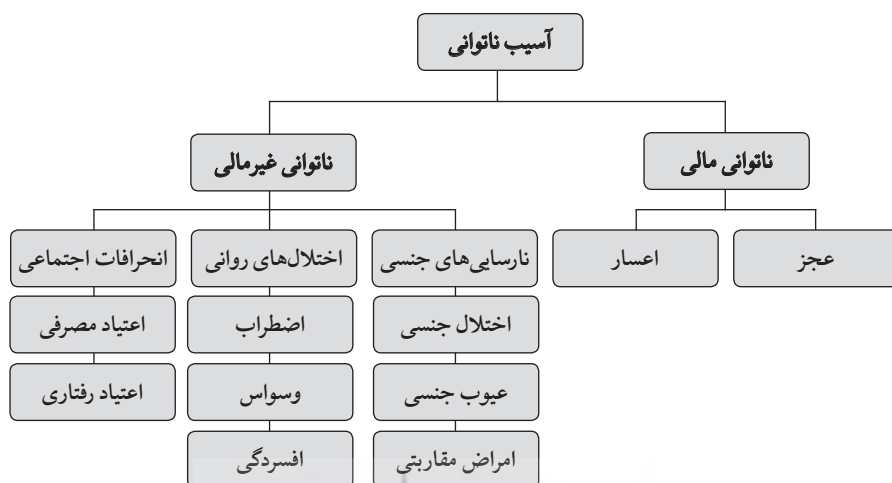 آسیب ناتوانی
ناتوانی مالی
ناتوانی غیرمالی
عجز
اعسار
نارسایی‌های جنسی
اختلال‌های روانی
انحرافات اجتماعی
اختلال جنسی
اضطراب
اعتیاد مصرفی
عیوب جنسی
وسواس
اعتیاد رفتاری
امراض مقاربتی
افسردگی